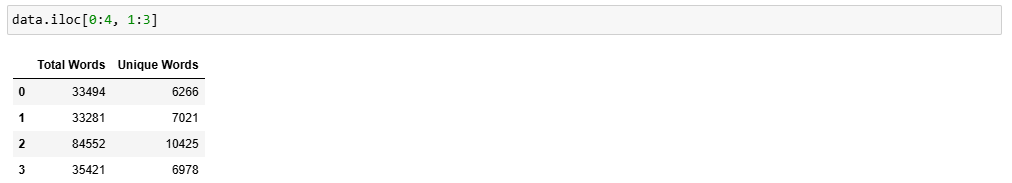 data.iloc[0:4, 1:3]
Total Words Unique Words
0 33494 6266
1 33281 7021
2 84552 10425
3 35421 6978